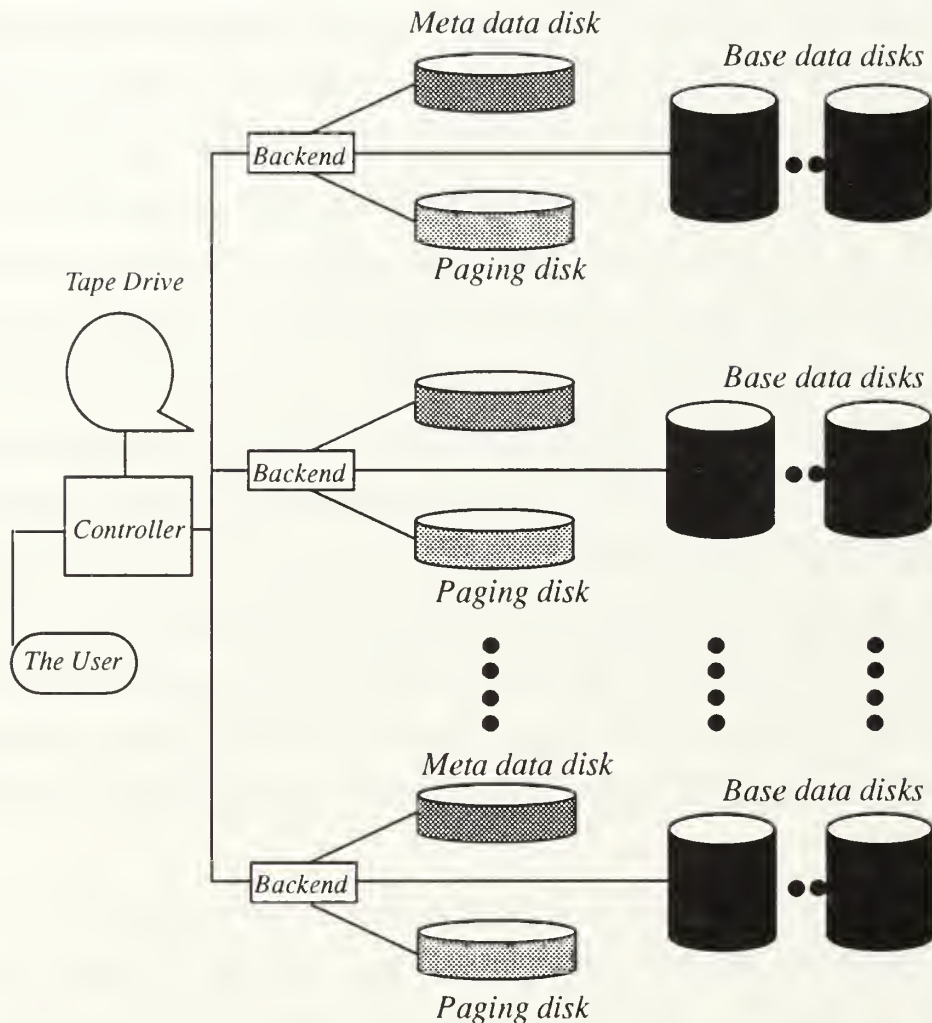 Meta data disk
Base data disks
Backend
Paging disk
Tape Drive
Base data disks
Backend
Controller
Paging disk
The User
Meta data disk
Base data disks
Backend
Paging disk